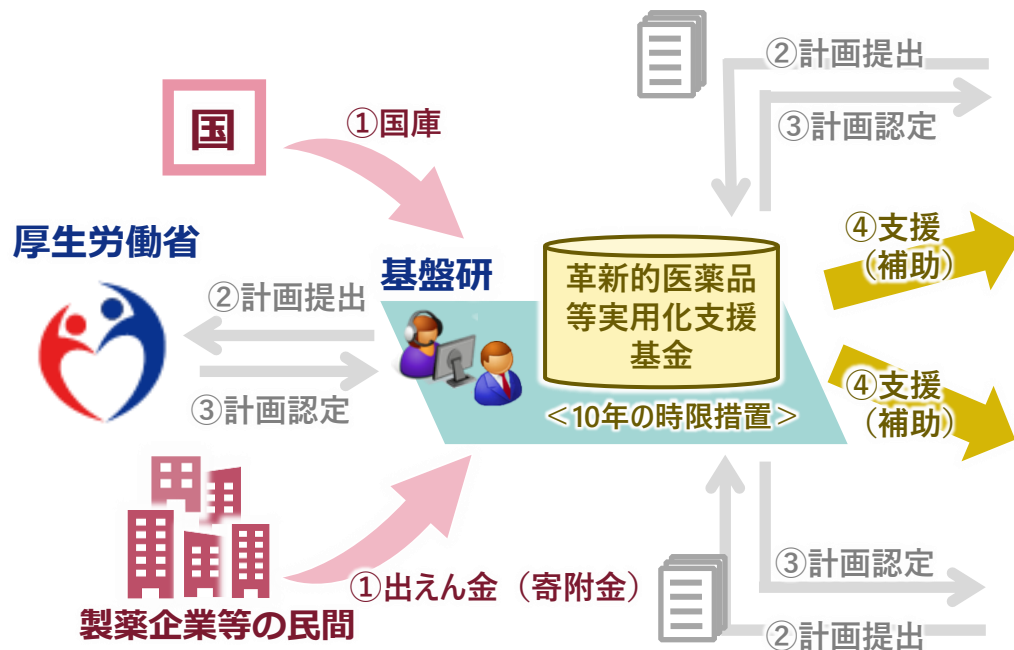 ②計画提出
③計画認定
国
①国庫
厚生労働省
②計画提出
③計画認定
基盤研
革新的医薬品
等実用化支援
基金
＜10年の時限措置＞
④支援
（補助）
④支援
（補助）
製薬企業等の民間
①出えん金（寄附金）
③計画認定
②計画提出